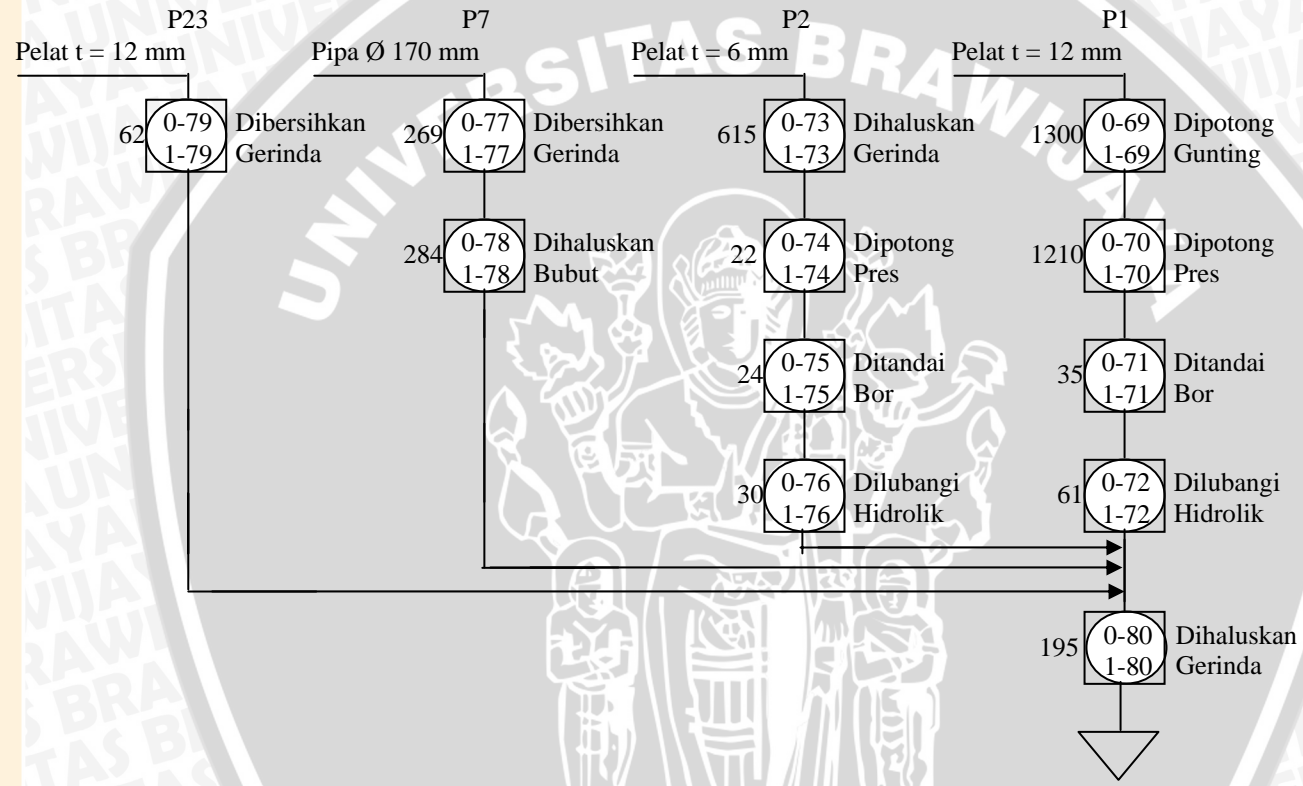 P23 P7 P2 P1
Pelat t = 12 mm Pipa Ø 170 mm Pelat t = 6 mm Pelat t = 12 mm
62 0-79 Dibersihkan 269 0-77 Dibersihkan 615 0-73 Dihaluskan 1300 0-69 Dipotong
1-79 Gerinda 1-77 Gerinda 1-73 Gerinda 1-69 Gunting
284 0-78 Dihaluskan 22 0-74 Dipotong 1210 0-70 Dipotong
1-78 Bubut 1-74 Pres 1-70 Pres
24 0-75 Ditandai 35 0-71 Ditandai
1-75 Bor 1-71 Bor
30 0-76 Dilubangi 61 0-72 Dilubangi
1-76 Hidrolik 1-72 Hidrolik
195 0-80 Dihaluskan
1-80 Gerinda
UNIVERSITAS BRAWIJAYA